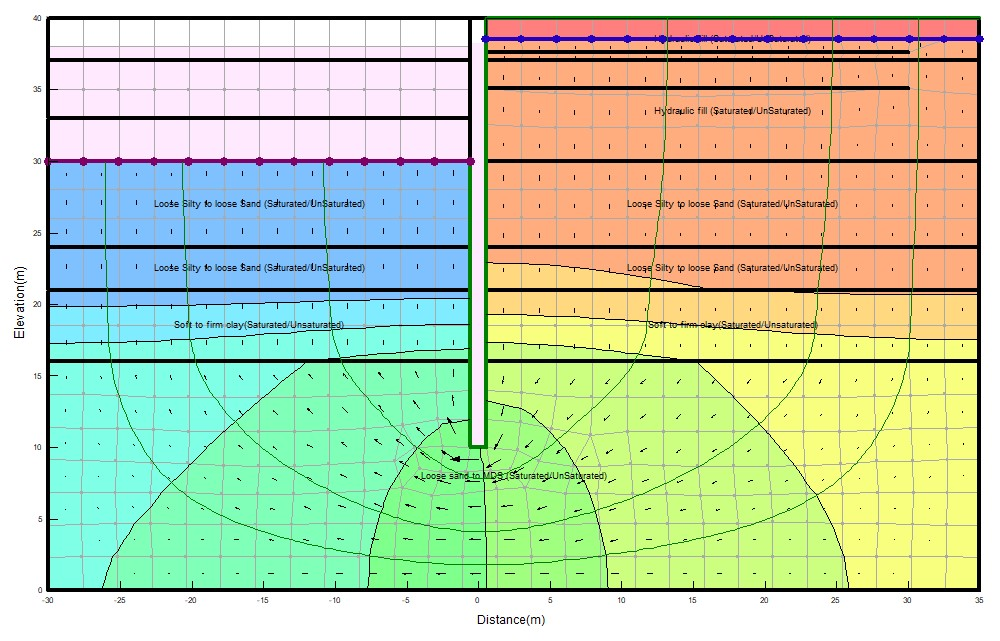 40
Hydraulic fill (Saturated/UnSaturated)
35
Hydraulic fill (Saturated/UnSaturated)
30
Loose Silty to loose Sand (Saturated/UnSaturated)
Loose Silty to loose Sand (Saturated/UnSaturated)
25
Loose Silty to loose Sand (Saturated/UnSaturated)
Loose Silty to loose Sand (Saturated/UnSaturated)
Elevation(m)
20
Soft to firm clay(Saturated/Unsaturated)
Soft to firm clay(Saturated/UnSaturated)
15
10
Loose sand to MDS (Saturated/UnSaturated)
5
0
-30 -25 -20 -15 -10 -5 0 5 10 15 20 25 30 35
Distance(m)